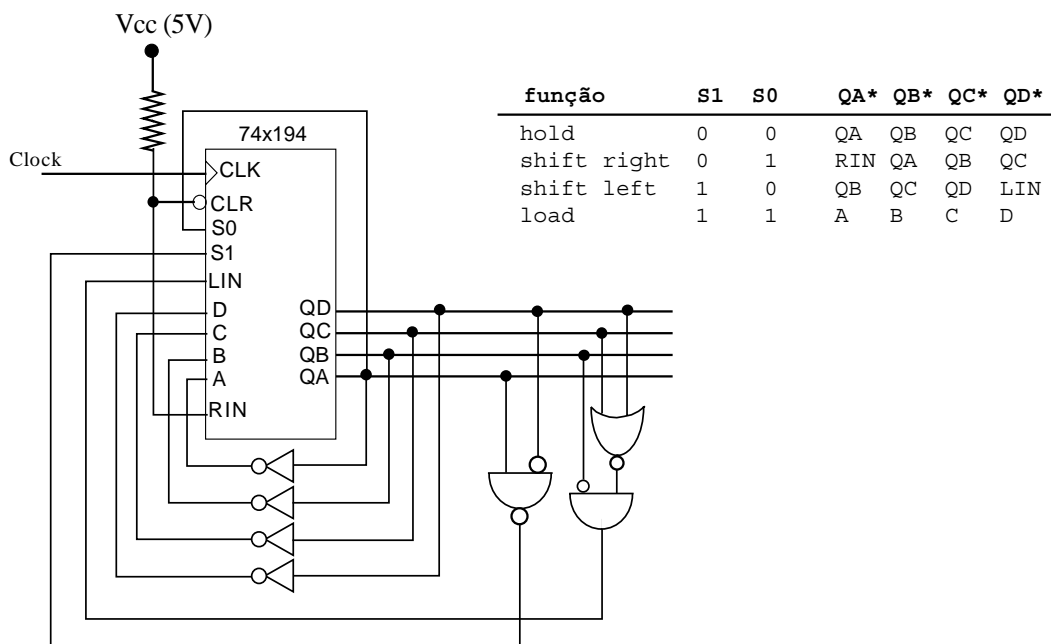 Vcc (5V)
função S1 S0 QA* QB* QC* QD*
hold 0 0 QA QB QC QD
shift right 0 1 RIN QA QB QC
shift left 1 0 QB QC QD LIN
load 1 1 A B C D
74x194
Clock
CLK
CLR
S0
S1
LIN
D
C
B
A
RIN
QD
QC
QB
QA